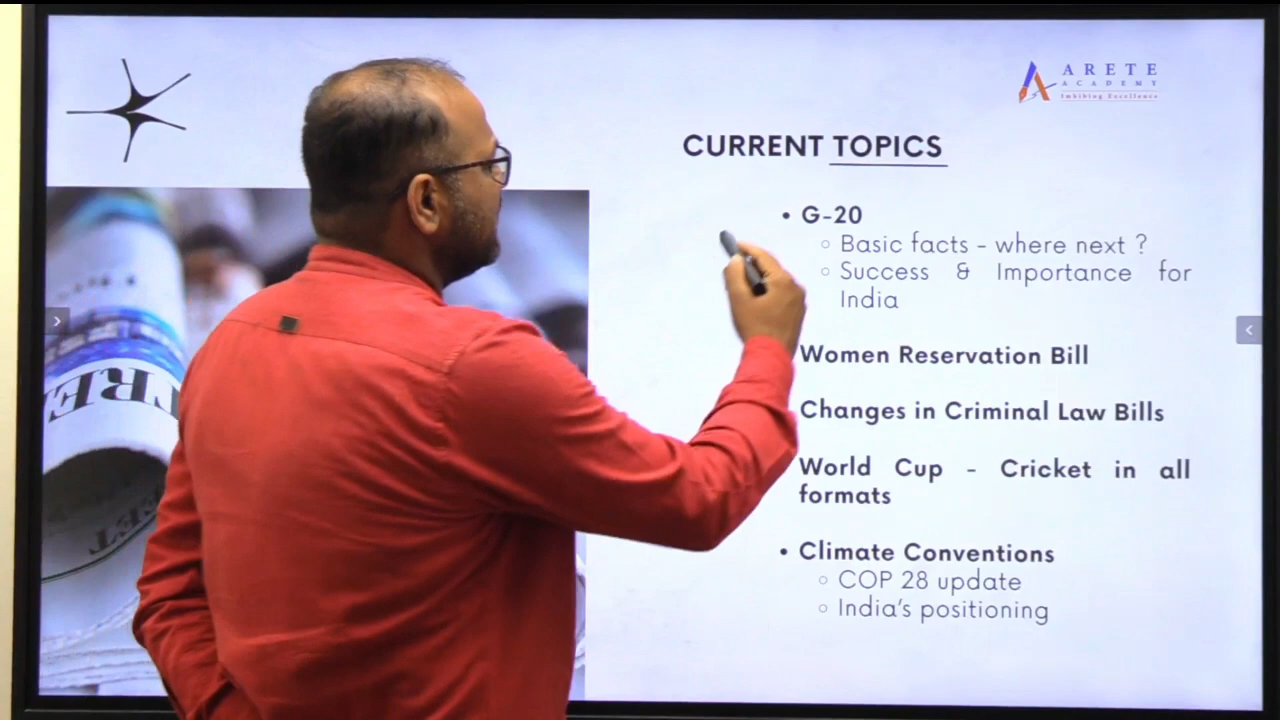 ARETE
ACADEMY
Imbibing Excellence
CURRENT TOPICS
• G-20
○ Basic facts - where next ?
○ Success & Importance for
India
Women Reservation Bill
Changes in Criminal Law Bills
World Cup - Cricket in all
formats
• Climate Conventions
○ COP 28 update
○ India's positioning